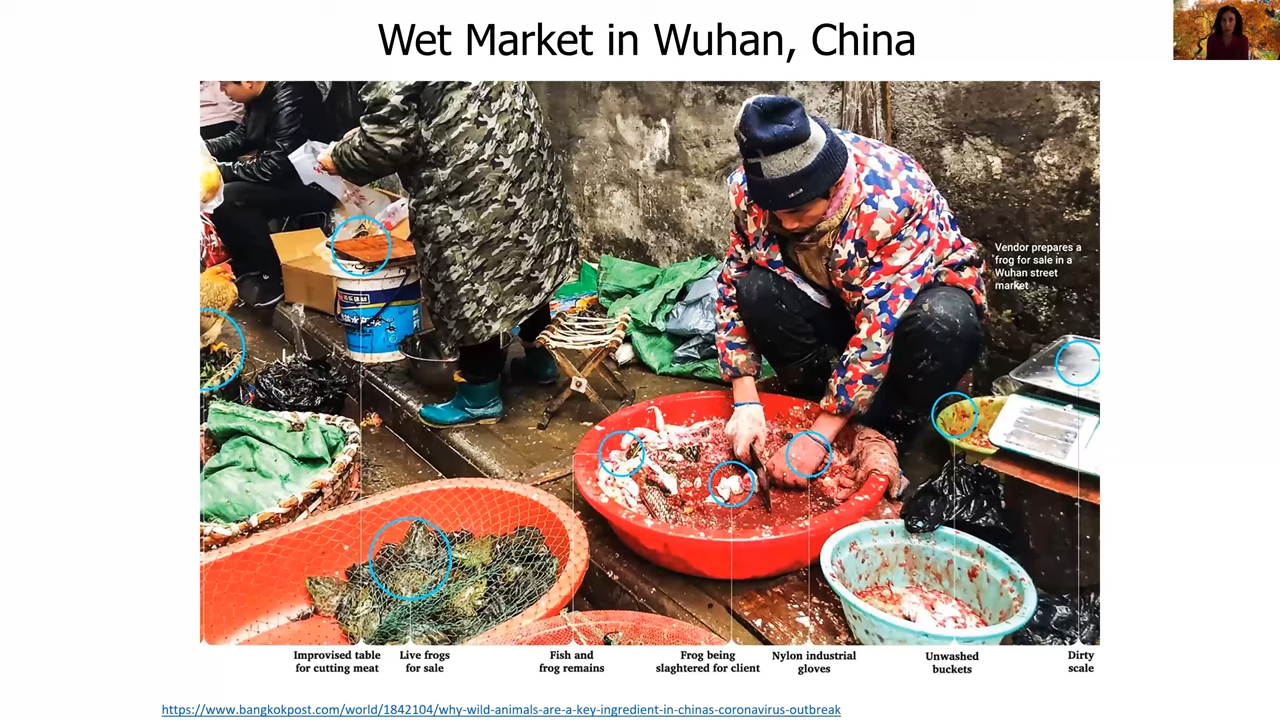 Wet Market in Wuhan, China
Vendor prepares a
frog for sale in a
Wuhan street
market
Improvised table
for cutting meat
Live frogs
for sale
Fish and
frog remains
Frog being
slaghtered for client
Nylon industrial
gloves
Unwashed
buckets
Dirty
scale
https://www.bangkokpost.com/world/1842104/why-wild-animals-are-a-key-ingredient-in-chinas-coronavirus-outbreak